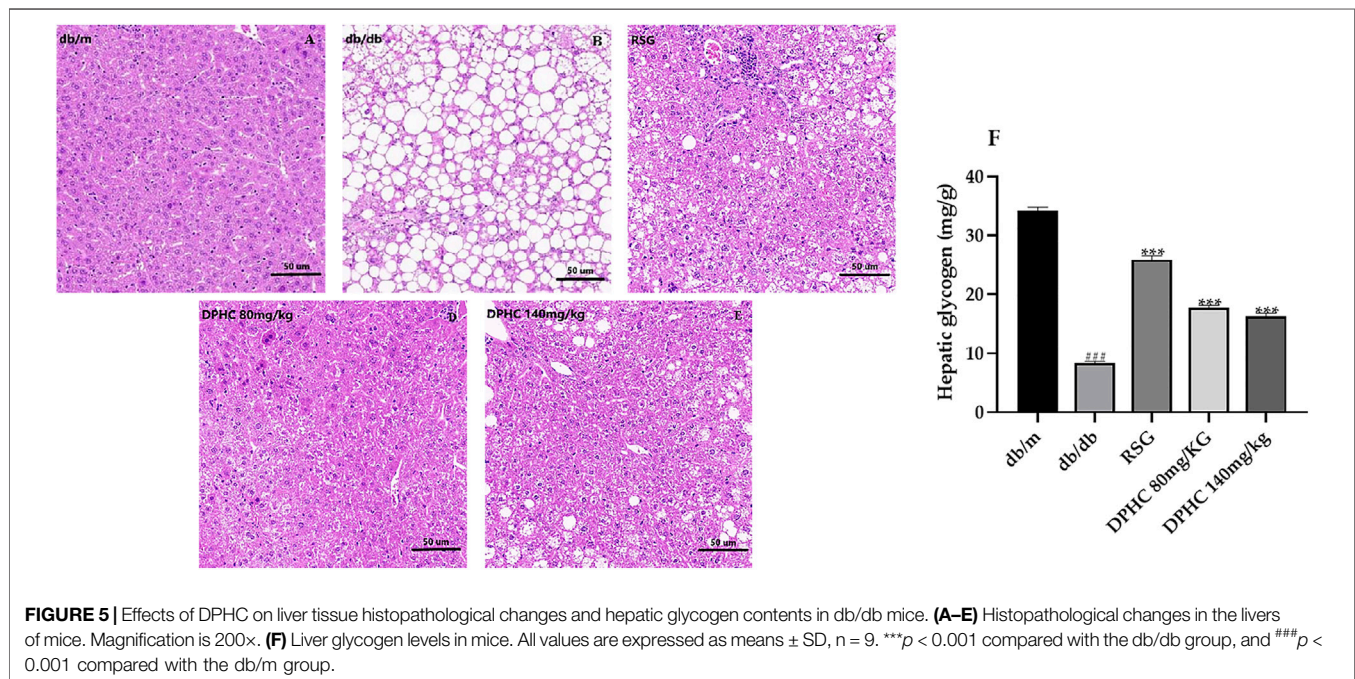 db/m A
50 um
db/db B
50 um
RSG C
50 um
DPHC 80mg/kg D
50 um
DPHC 140mg/kg E
50 um
F
Hepatic glycogen (mg/g)
40
30
20
10
0
###
***
***
***
db/m
db/db
RSG
DPHC 80mg/KG
DPHC 140mg/kg
FIGURE 5 | Effects of DPHC on liver tissue histopathological changes and hepatic glycogen contents in db/db mice. (A–E) Histopathological changes in the livers
of mice. Magnification is 200×. (F) Liver glycogen levels in mice. All values are expressed as means ± SD, n = 9. ***p < 0.001 compared with the db/db group, and ###p <
0.001 compared with the db/m group.